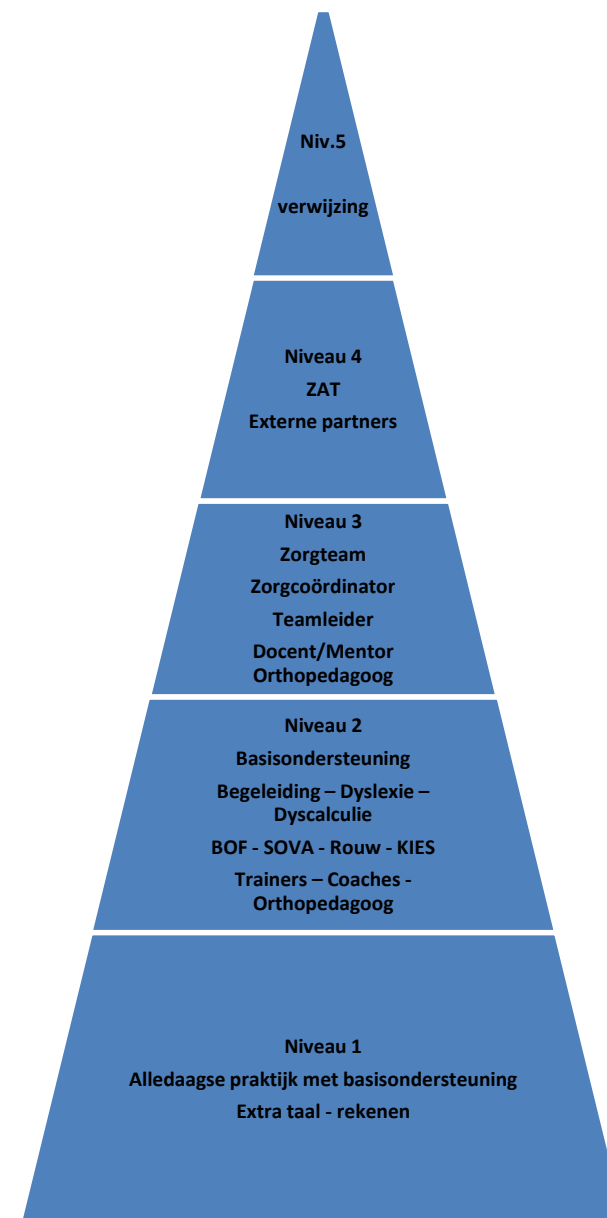 Niv.5
verwijzing
Niveau 4
ZAT
Externe partners
Niveau 3
Zorgteam
Zorgcoördinator
Teamleider
Docent/Mentor
Orthopedagoog
Niveau 2
Basisondersteuning
Begeleiding – Dyslexie –
Dyscalculie
BOF - SOVA - Rouw - KIES
Trainers – Coaches -
Orthopedagoog
Niveau 1
Alledaagse praktijk met basisondersteuning
Extra taal - rekenen